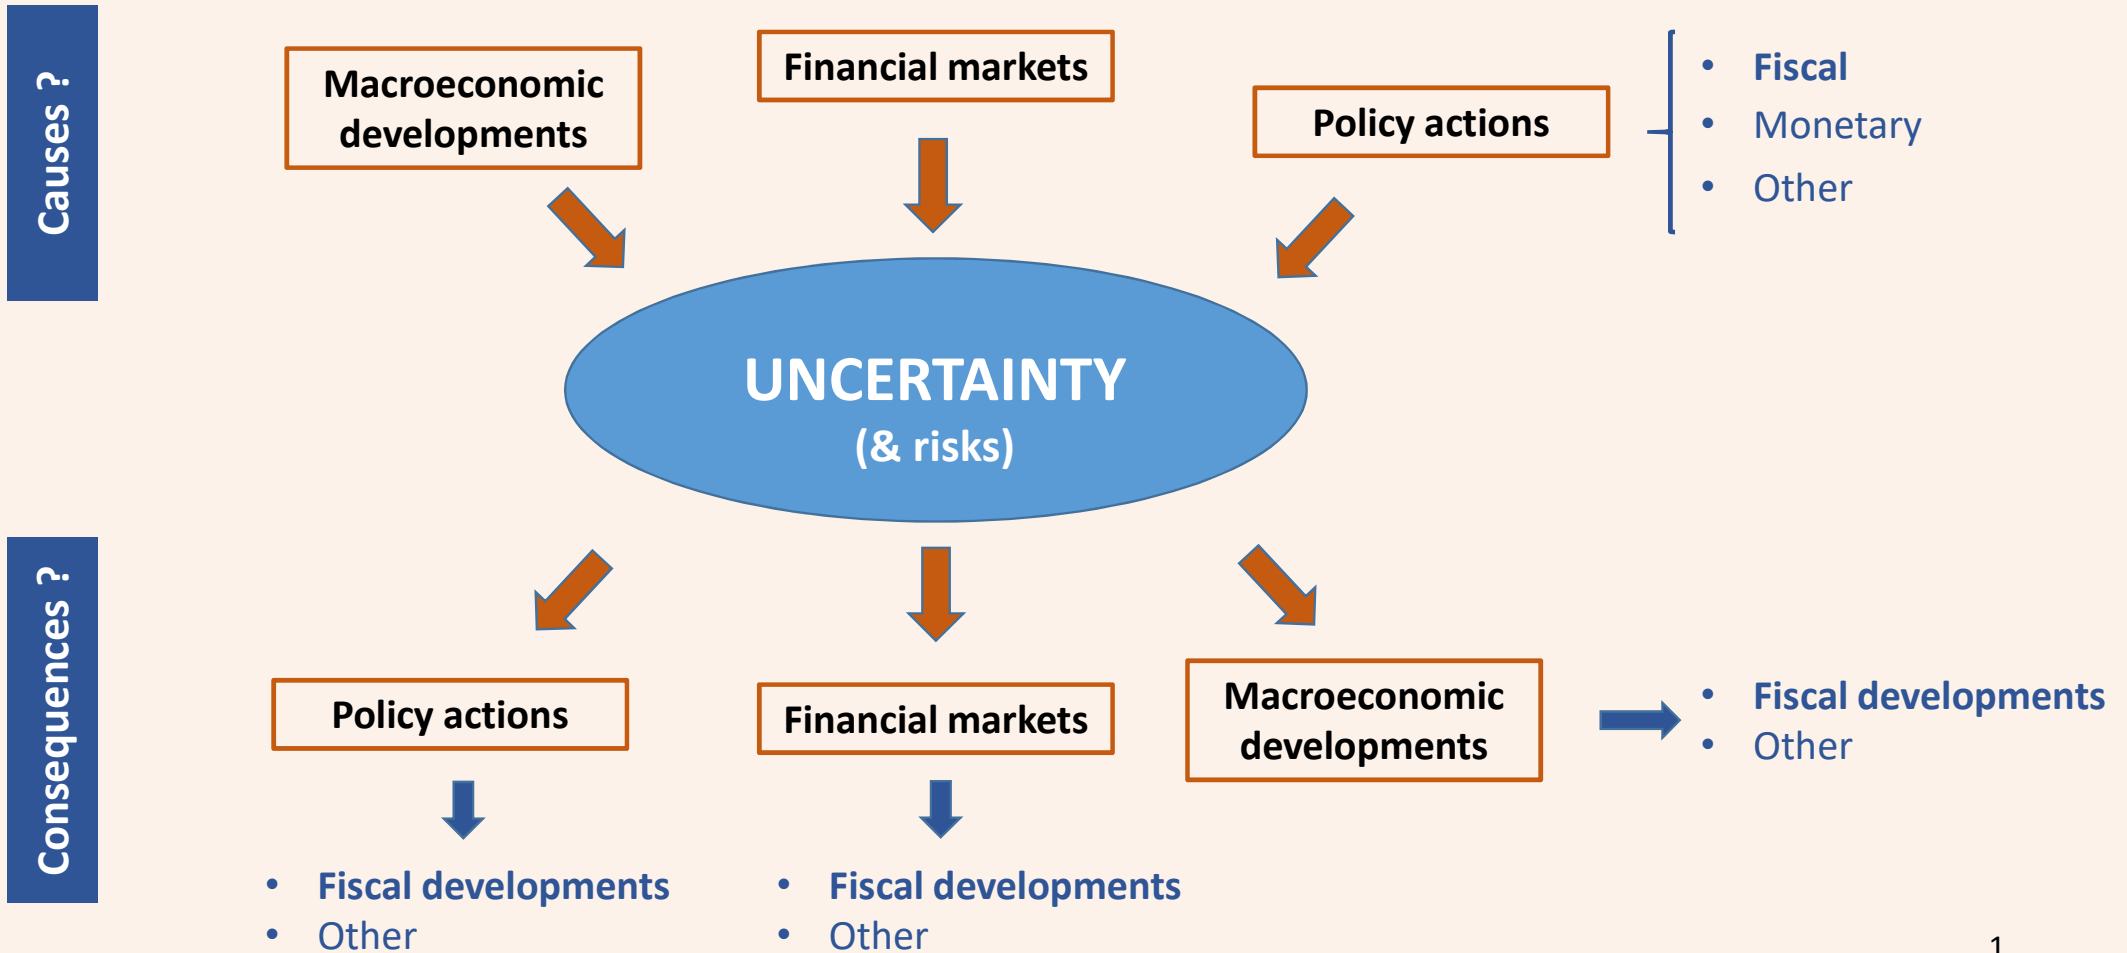 Causes ?
Macroeconomic
developments
Financial markets
Policy actions
• Fiscal
• Monetary
• Other
UNCERTAINTY
(& risks)
Consequences ?
Policy actions
Financial markets
Macroeconomic
developments
• Fiscal developments
• Other
• Fiscal developments
• Other
• Fiscal developments
• Other
1